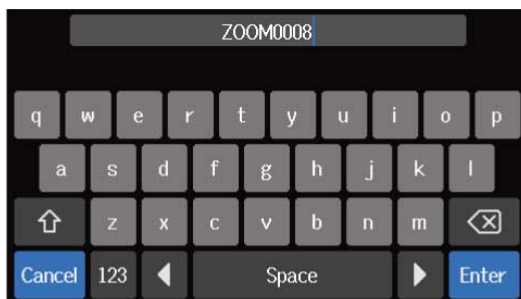 ZOOM0008
q w e r t y u i o p
a s d f g h j k l
z x c v b n m
Cancel 123 Space Enter